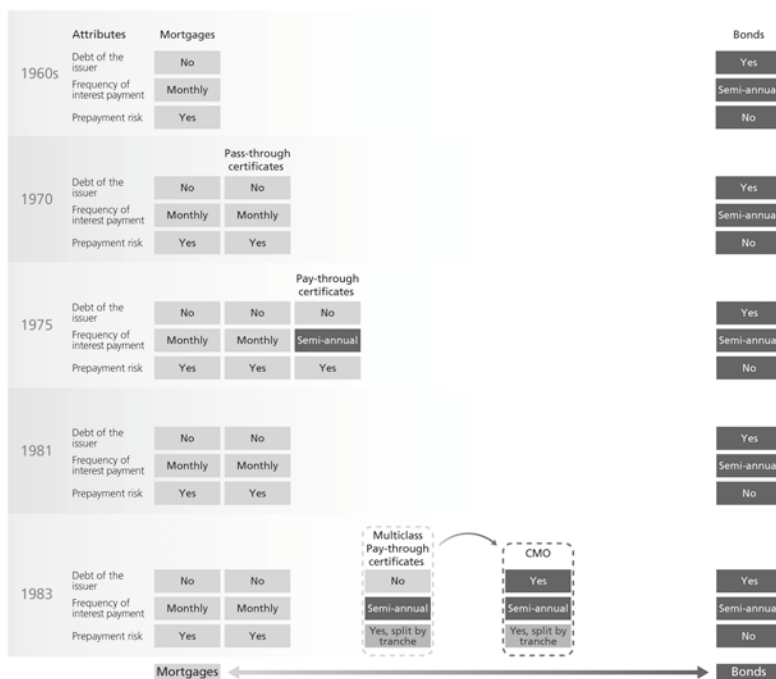 Attributes Mortgages Bonds
1960s
Debt of the
issuer
No Yes
Frequency of
interest payment
Monthly Semi-annual
Prepayment risk Yes No
Pass-through
certificates
1970
Debt of the
issuer
No No Yes
Frequency of
interest payment
Monthly Monthly Semi-annual
Prepayment risk Yes Yes No
Pay-through
certificates
1975
Debt of the
issuer
No No No Yes
Frequency of
interest payment
Monthly Monthly Semi-annual Semi-annual
Prepayment risk Yes Yes Yes No
1981
Debt of the
issuer
No No Yes
Frequency of
interest payment
Monthly Monthly Semi-annual
Prepayment risk Yes Yes No
Multiclass
Pay-through
certificates
CMO
1983
Debt of the
issuer
No No No Yes Yes
Frequency of
interest payment
Monthly Monthly Semi-annual Semi-annual Semi-annual
Prepayment risk Yes Yes Yes, split by
tranche
Yes, split by
tranche
No
Mortgages Bonds